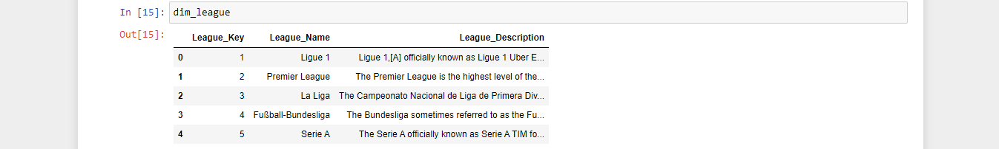 In [15]: dim_league
Out[15]:
League_Key League_Name League_Description
0 1 Ligue 1 Ligue 1,[A] officially known as Ligue 1 Uber E...
1 2 Premier League The Premier League is the highest level of the...
2 3 La Liga The Campeonato Nacional de Liga de Primera Div...
3 4 Fußball-Bundesliga The Bundesliga sometimes referred to as the Fu...
4 5 Serie A The Serie A officially known as Serie A TIM fo...